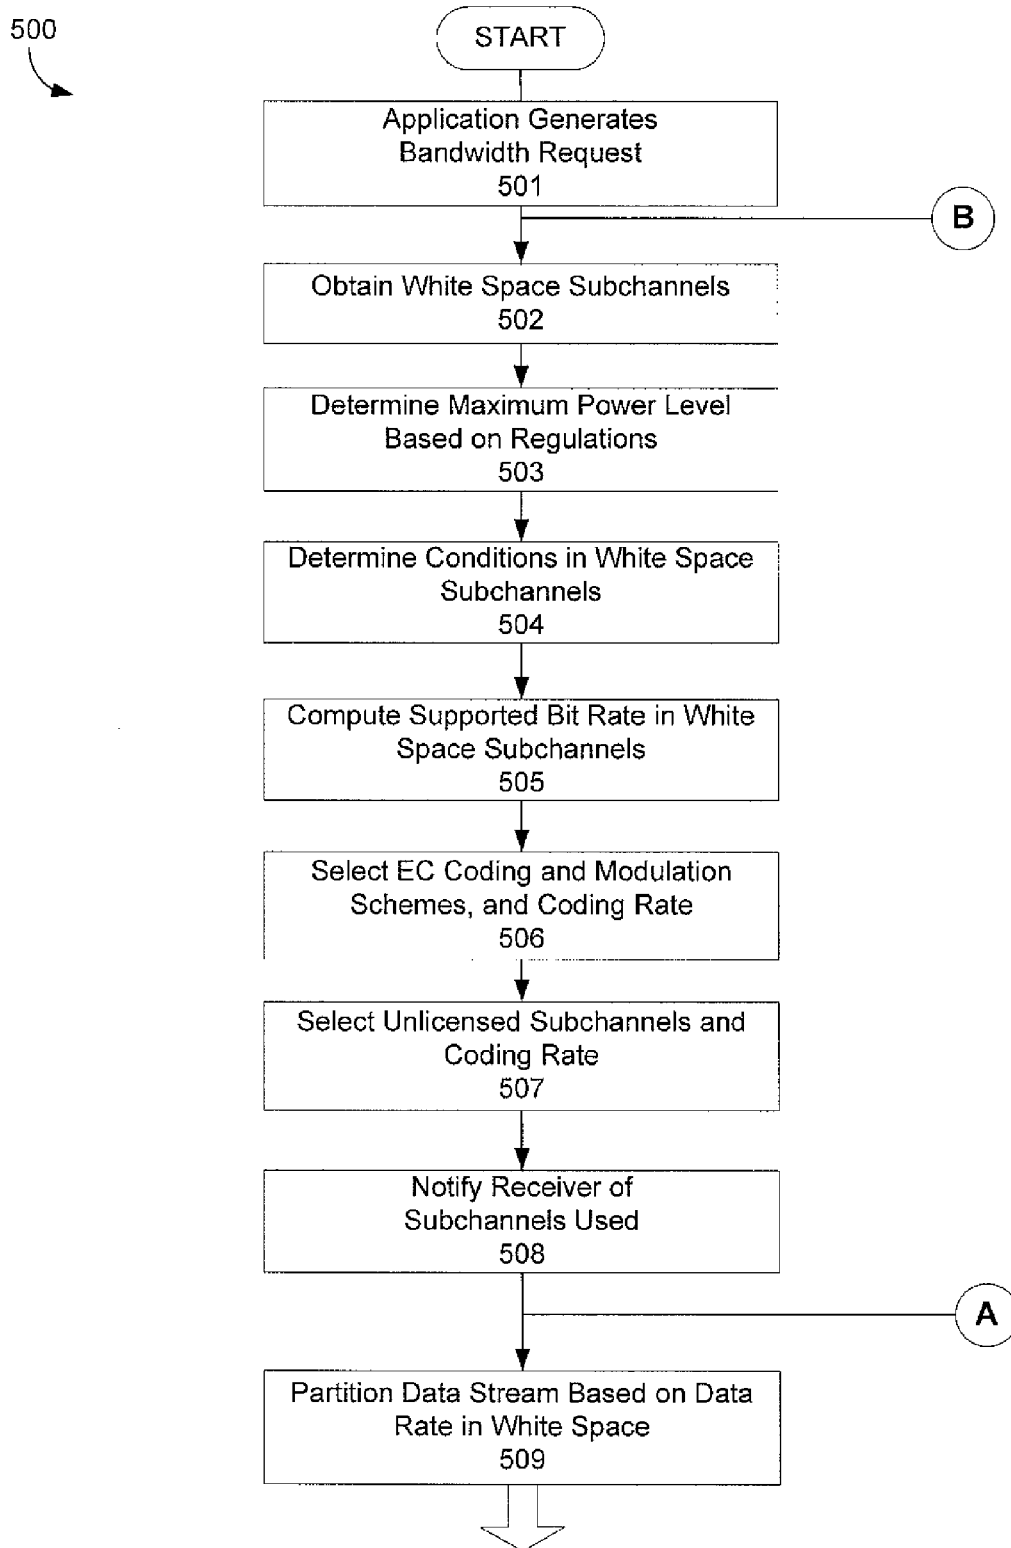 500
START
Application Generates
Bandwidth Request
501
B
Obtain White Space Subchannels
502
Determine Maximum Power Level
Based on Regulations
503
Determine Conditions in White Space
Subchannels
504
Compute Supported Bit Rate in White
Space Subchannels
505
Select EC Coding and Modulation
Schemes, and Coding Rate
506
Select Unlicensed Subchannels and
Coding Rate
507
Notify Receiver of
Subchannels Used
508
A
Partition Data Stream Based on Data
Rate in White Space
509